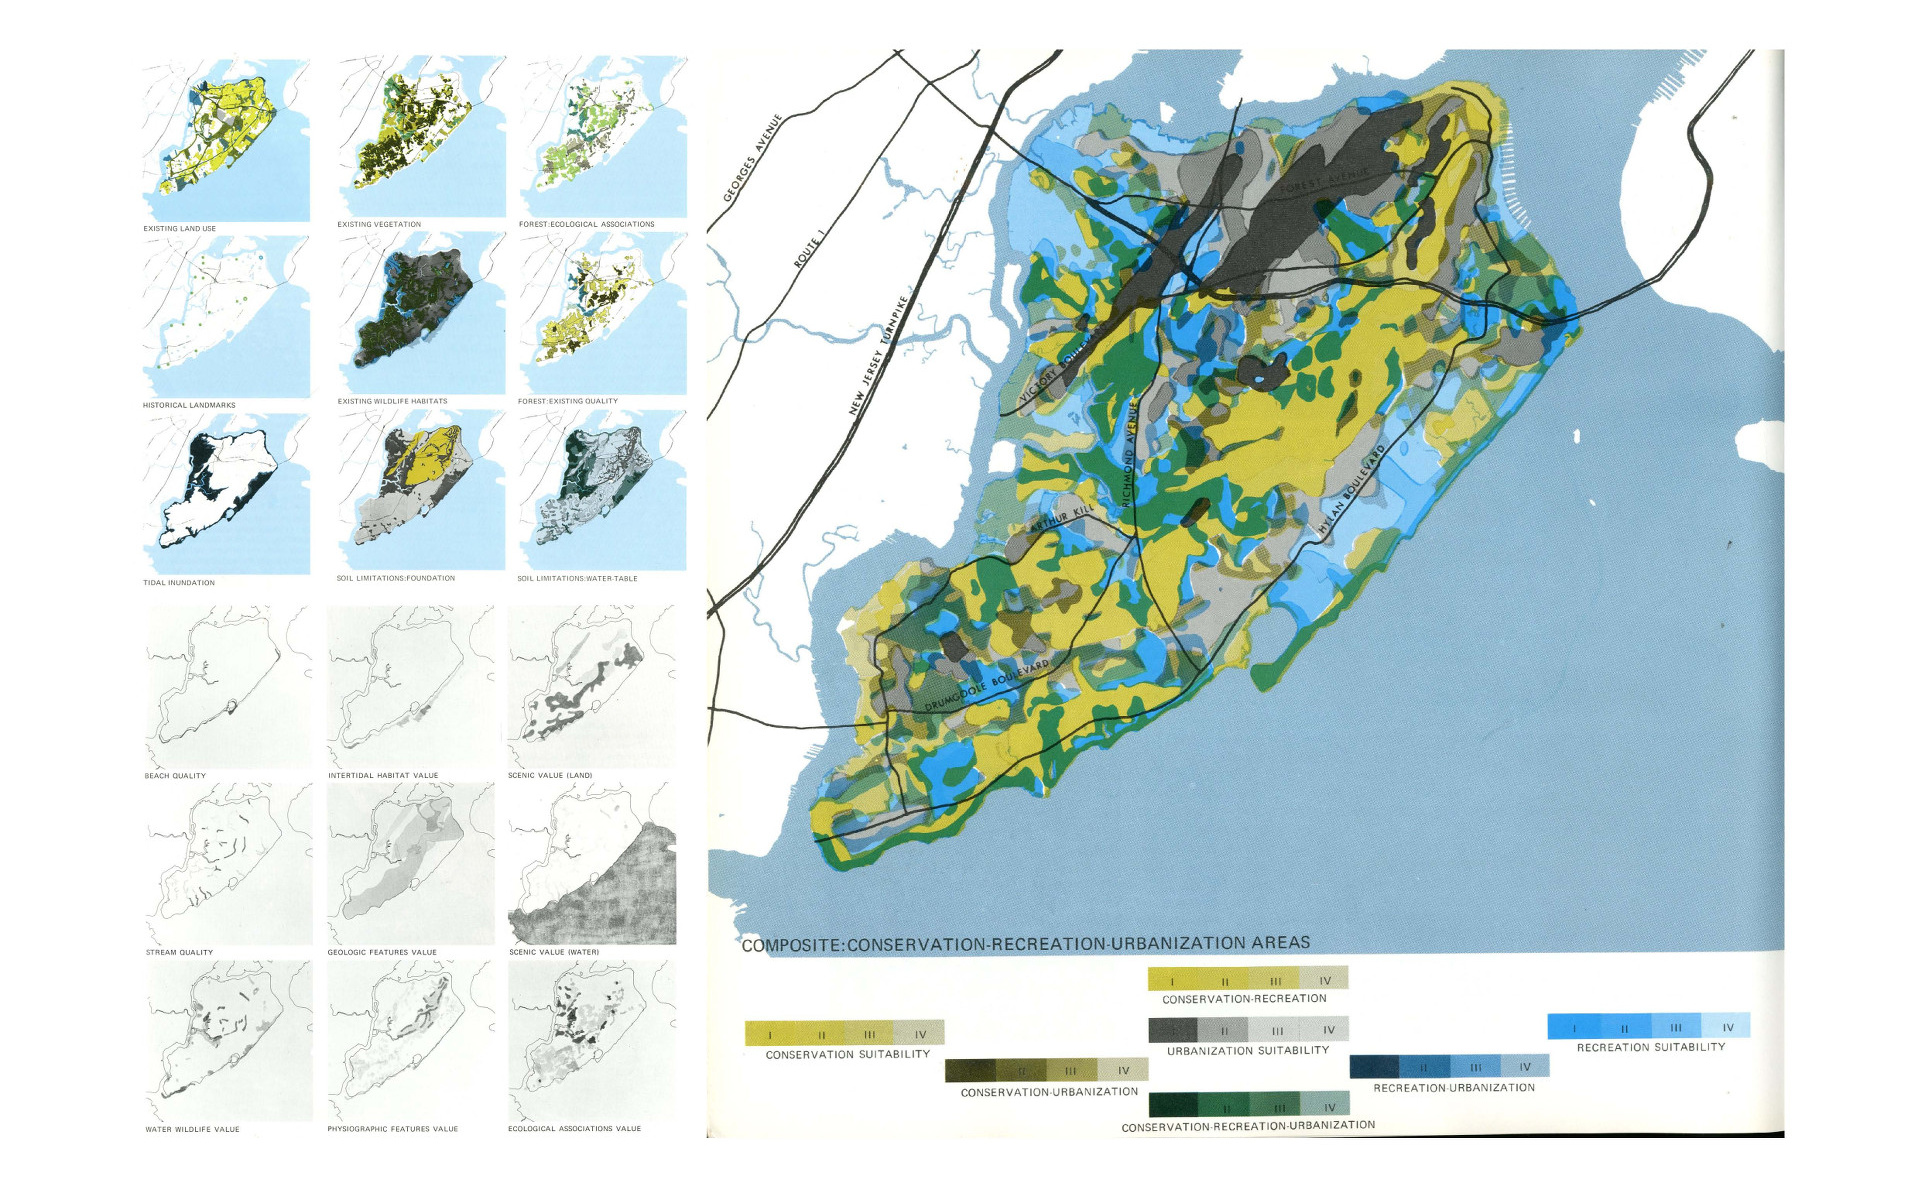 EXISTING LAND USE
EXISTING VEGETATION
FOREST:ECOLOGICAL ASSOCIATIONS
HISTORICAL LANDMARKS
EXISTING WILDLIFE HABITATS
FOREST:EXISTING QUALITY
TIDAL INUNDATION
SOIL LIMITATIONS:FOUNDATION
SOIL LIMITATIONS:WATER-TABLE
BEACH QUALITY
INTERTIDAL HABITAT VALUE
SCENIC VALUE (LAND)
STREAM QUALITY
GEOLOGIC FEATURES VALUE
SCENIC VALUE (WATER)
WATER WILDLIFE VALUE
PHYSIOGRAPHIC FEATURES VALUE
ECOLOGICAL ASSOCIATIONS VALUE
GEORGES AVENUE
ROUTE I
NEW JERSEY TURNPIKE
FOREST AVENUE
VICTORY BOULEVARD
RICHMOND AVENUE
HYLAN BOULEVARD
ARTHUR KILL
DRUMGOOLE BOULEVARD
COMPOSITE:CONSERVATION-RECREATION-URBANIZATION AREAS
I II III IV
CONSERVATION-RECREATION
I II III IV
CONSERVATION SUITABILITY
II III IV
URBANIZATION SUITABILITY
I II III IV
RECREATION SUITABILITY
II III IV
CONSERVATION-URBANIZATION
II III IV
RECREATION-URBANIZATION
II III IV
CONSERVATION-RECREATION-URBANIZATION